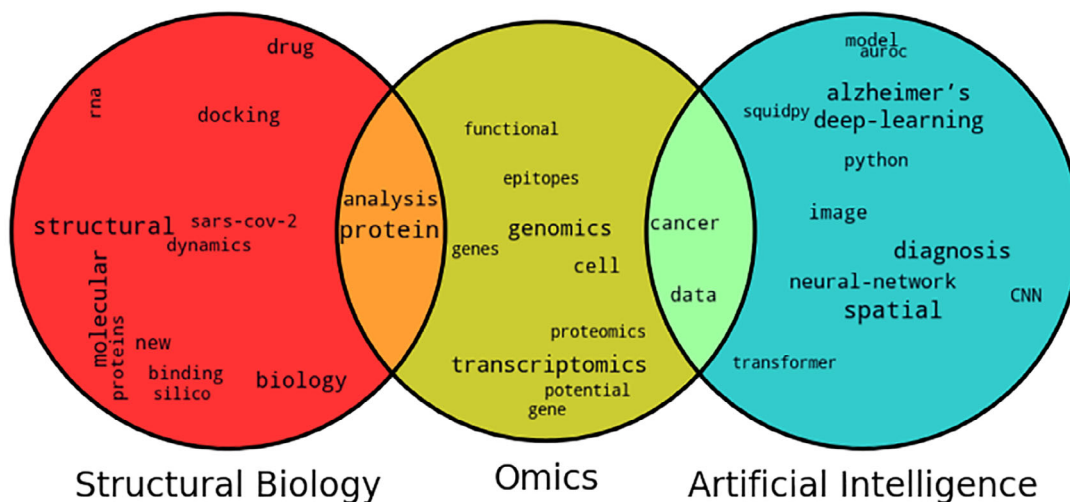 drug
rna
docking
structural
sars-cov-2
dynamics
molecular
proteins
new
binding
silico
biology
analysis
protein
functional
epitopes
genomics
genes
cell
proteomics
transcriptomics
potential
gene
cancer
data
model
auroc
alzheimer's
squidpy
deep-learning
python
image
diagnosis
neural-network
CNN
spatial
transformer
Structural Biology
Omics
Artificial Intelligence